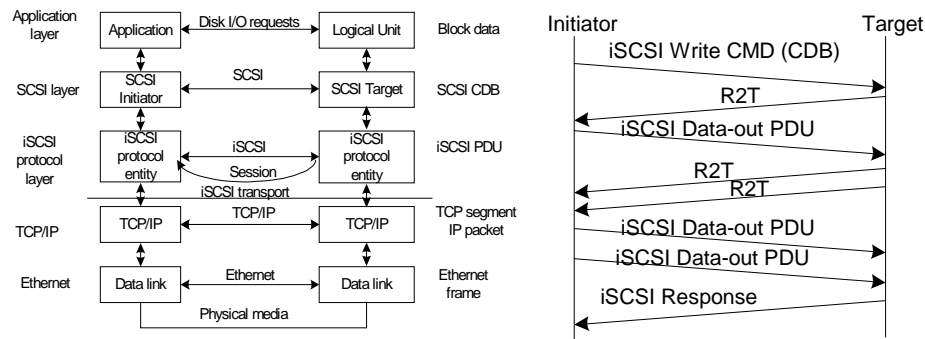 Application
layer
Application
Disk I/O requests
Logical Unit
Block data
SCSI layer
SCSI
Initiator
SCSI
SCSI Target
SCSI CDB
iSCSI
protocol
layer
iSCSI
protocol
entity
iSCSI
Session
iSCSI
protocol
entity
iSCSI PDU
iSCSI transport
TCP/IP
TCP/IP
TCP/IP
TCP/IP
TCP segment
IP packet
Ethernet
Data link
Ethernet
Data link
Ethernet
frame
Physical media
Initiator
Target
iSCSI Write CMD (CDB)
R2T
iSCSI Data-out PDU
R2T
R2T
iSCSI Data-out PDU
iSCSI Data-out PDU
iSCSI Response